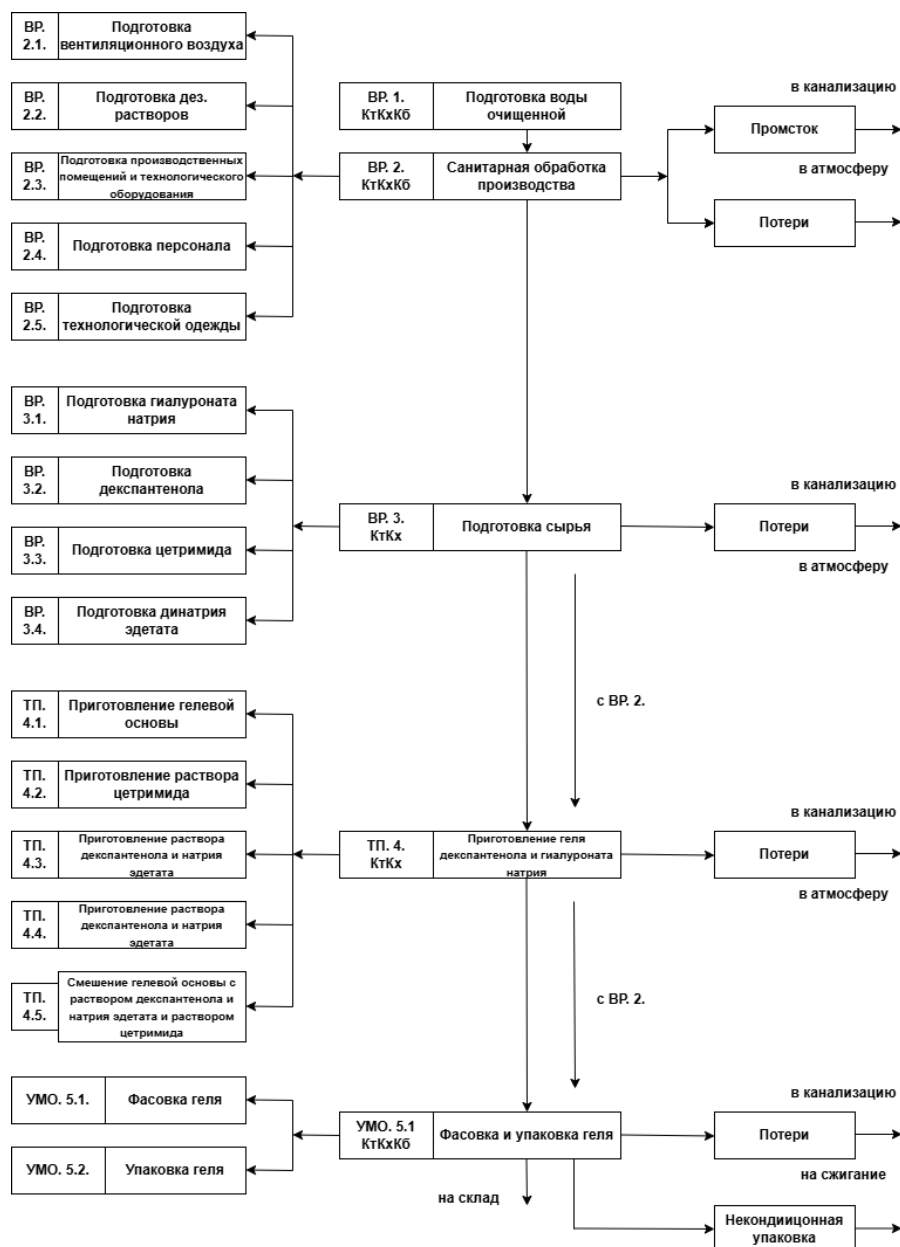 ВР.
2.1.
Подготовка
вентиляционного воздуха
ВР.
2.2.
Подготовка дез.
растворов
ВР.
2.3.
Подготовка производственных
помещений и технологического
оборудования
ВР.
2.4.
Подготовка персонала
ВР.
2.5.
Подготовка
технологической одежды
ВР. 1.
КтКхКб
Подготовка воды
очищенной
ВР. 2.
КтКхКб
Санитарная обработка
производства
в канализацию
Промсток
в атмосферу
Потери
ВР.
3.1.
Подготовка гиалуроната
натрия
ВР.
3.2.
Подготовка
декспантенола
ВР.
3.3.
Подготовка цетримида
ВР.
3.4.
Подготовка динатрия
эдетата
ВР. 3.
КтКх
Подготовка сырья
в канализацию
Потери
в атмосферу
с ВР. 2.
ТП.
4.1.
Приготовление гелевой
основы
ТП.
4.2.
Приготовление раствора
цетримида
ТП.
4.3.
Приготовление раствора
декспантенола и натрия
эдетата
ТП.
4.4.
Приготовление раствора
декспантенола и натрия
эдетата
ТП.
4.5.
Смешение гелевой основы с
раствором декспантенола и
натрия эдетата и раствором
цетримида
ТП. 4.
КтКх
Приготовление геля
декспантенола и гиалуроната
натрия
в канализацию
Потери
в атмосферу
с ВР. 2.
УМО. 5.1.
Фасовка геля
УМО. 5.2.
Упаковка геля
УМО. 5.1
КтКхКб
Фасовка и упаковка геля
в канализацию
Потери
на сжигание
на склад
Некондиицонная
упаковка